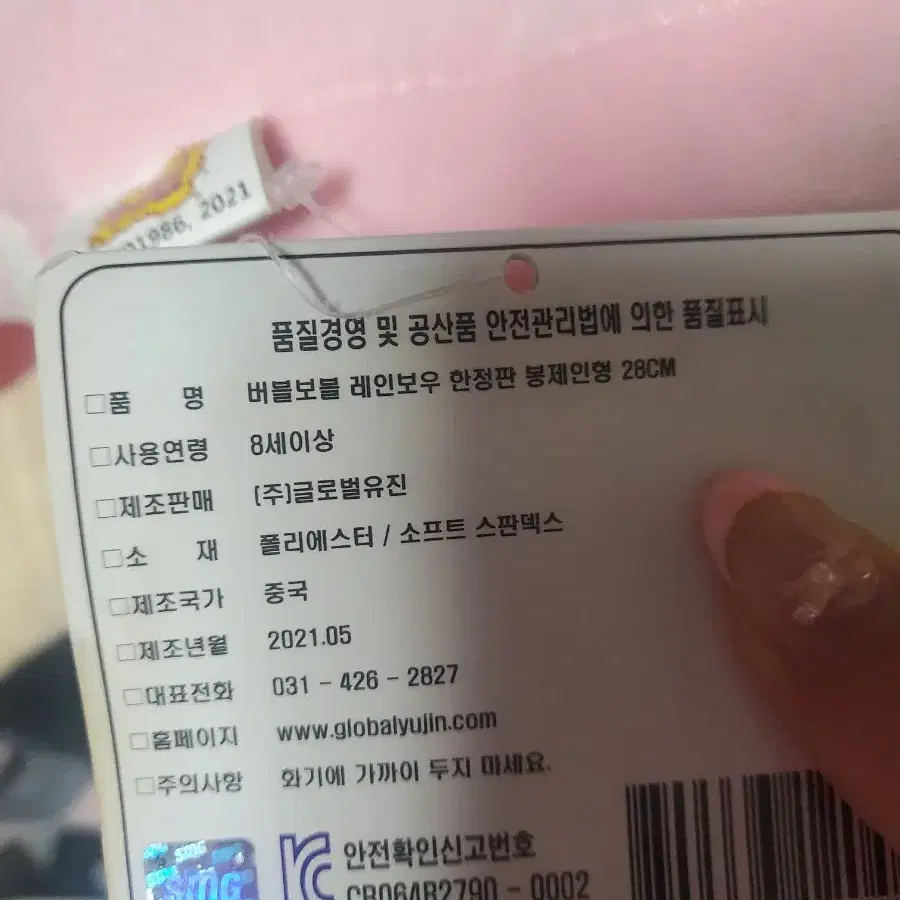 ©1986, 2021
품질경영 및 공산품 안전관리법에 의한 품질표시
□품 명 버블보블 레인보우 한정판 봉제인형 28CM
□사용연령 8세이상
□제조판매 (주)글로벌유진
□소 재 폴리에스터 / 소프트 스판덱스
□제조국가 중국
□제조년월 2021.05
□대표전화 031 - 426 - 2827
□홈페이지 www.globalyujin.com
□주의사항 화기에 가까이 두지 마세요.
SMG
SMG
안전확인신고번호
CB064B2790 - 0002